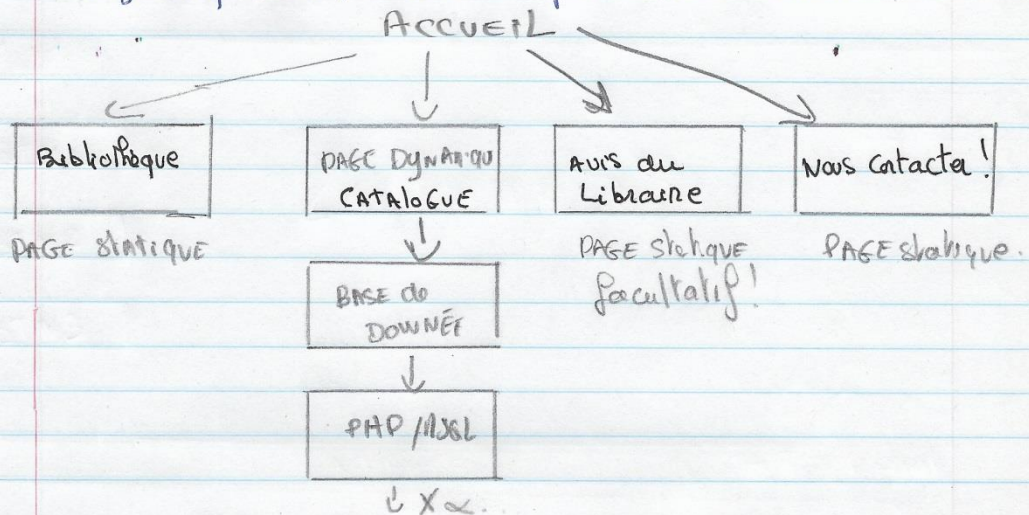 ACCUEIL
Bibliothèque
PAGE DYNAMIQU
CATALOGUE
AVIS du
Libraire
Nous Contacter!
PAGE statique
PAGE statique
facultatif!
PAGE statique.
BASE de
DONNÉE
PHP /MSQL
X